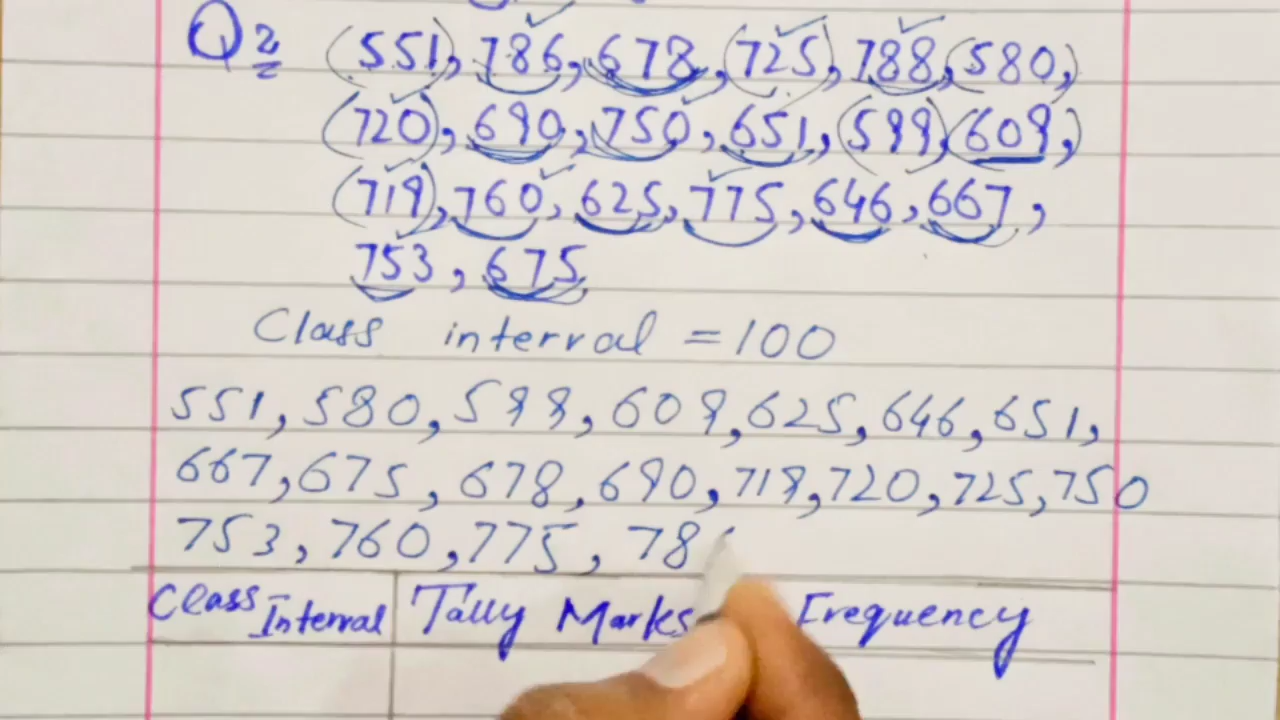 Q2 (551), 786, 678, (725), 788, (580,)
(720), 690, 750, 651, (599), (609,)
(719), 760, 625, 775, 646, 667,
753, 675
Class interval = 100
551, 580, 599, 609, 625, 646, 651,
667, 675, 678, 690, 719, 720, 725, 750
753, 760, 775, 78
Class Interval Tally Marks Frequency